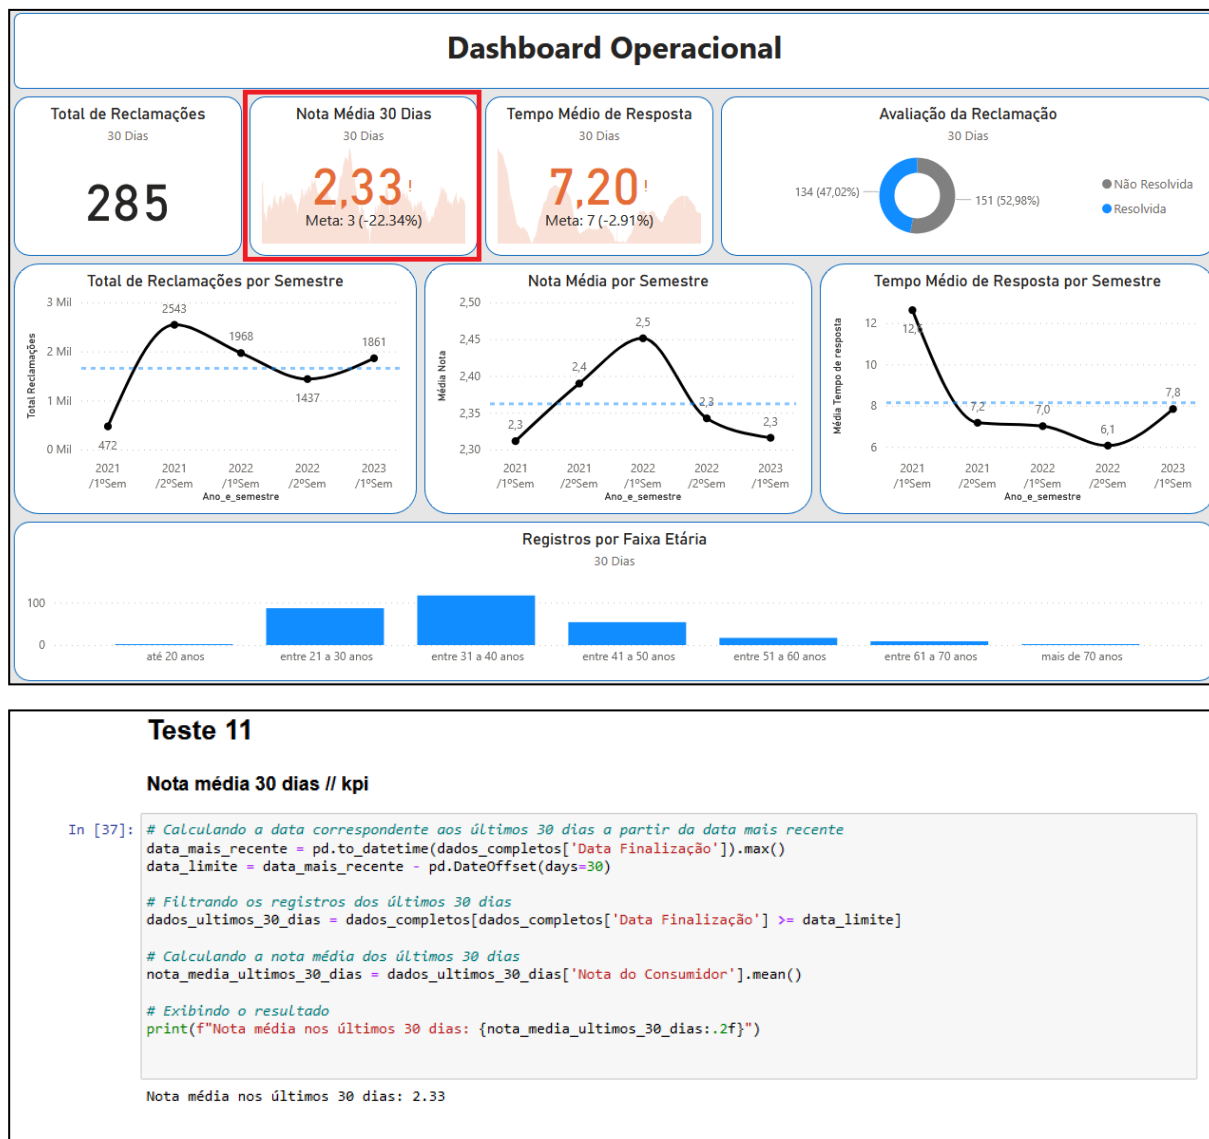 Dashboard Operacional
Total de Reclamações
30 Dias
285
Nota Média 30 Dias
30 Dias
2,33!
Meta: 3 (-22.34%)
Tempo Médio de Resposta
30 Dias
7,20!
Meta: 7 (-2.91%)
Avaliação da Reclamação
30 Dias
134 (47,02%)
151 (52,98%)
Não Resolvida
Resolvida
Total de Reclamações por Semestre
Total Reclamações
3 Mil
2 Mil
1 Mil
0 Mil
472
2543
1968
1437
1861
2021 2021 2022 2022 2023
/1ºSem /2ºSem /1ºSem /2ºSem /1ºSem
Ano_e_semestre
Nota Média por Semestre
Média Nota
2,50
2,45
2,40
2,35
2,30
2,3
2,4
2,5
2,3
2,3
2021 2021 2022 2022 2023
/1ºSem /2ºSem /1ºSem /2ºSem /1ºSem
Ano_e_semestre
Tempo Médio de Resposta por Semestre
Média Tempo de resposta
12
10
8
6
7,2
7,0
6,1
7,8
2021 2021 2022 2022 2023
/1ºSem /2ºSem /1ºSem /2ºSem /1ºSem
Ano_e_semestre
Registros por Faixa Etária
30 Dias
100
0
até 20 anos entre 21 a 30 anos entre 31 a 40 anos entre 41 a 50 anos entre 51 a 60 anos entre 61 a 70 anos mais de 70 anos
Teste 11
Nota média 30 dias // kpi
In [37]:
# Calculando a data correspondente aos últimos 30 dias a partir da data mais recente
data_mais_recente = pd.to_datetime(dados_completos['Data Finalização']).max()
data_limite = data_mais_recente - pd.DateOffset(days=30)
# Filtrando os registros dos últimos 30 dias
dados_ultimos_30_dias = dados_completos[dados_completos['Data Finalização'] >= data_limite]
# Calculando a nota média dos últimos 30 dias
nota_media_ultimos_30_dias = dados_ultimos_30_dias['Nota do Consumidor'].mean()
# Exibindo o resultado
print(f"Nota média nos últimos 30 dias: {nota_media_ultimos_30_dias:.2f}")
Nota média nos últimos 30 dias: 2.33